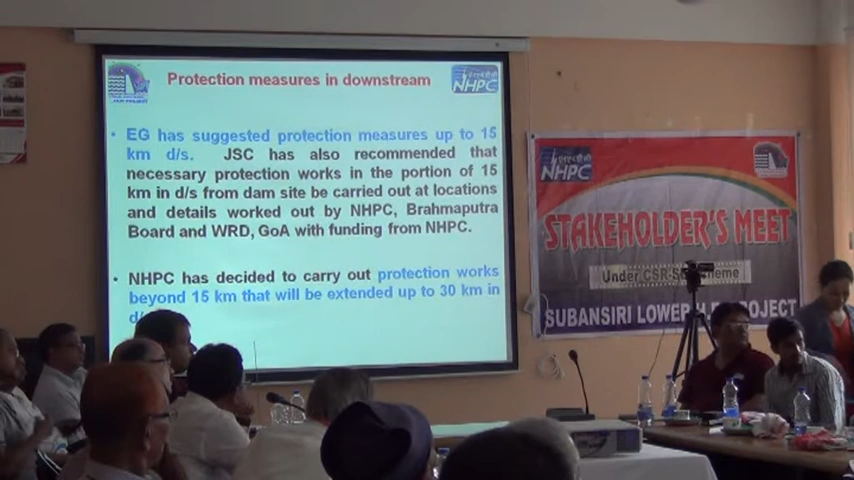 Protection measures in downstream
NHPC
• EG has suggested protection measures up to 15
km d/s. JSC has also recommended that
necessary protection works in the portion of 15
km in d/s from dam site be carried out at locations
and details worked out by NHPC, Brahmaputra
Board and WRD, GoA with funding from NHPC.
• NHPC has decided to carry out protection works
beyond 15 km that will be extended up to 30 km in
NHPC
STAKEHOLDER'S MEET
Under CSR-
SUBANSIRI LOWER H.E. PROJECT